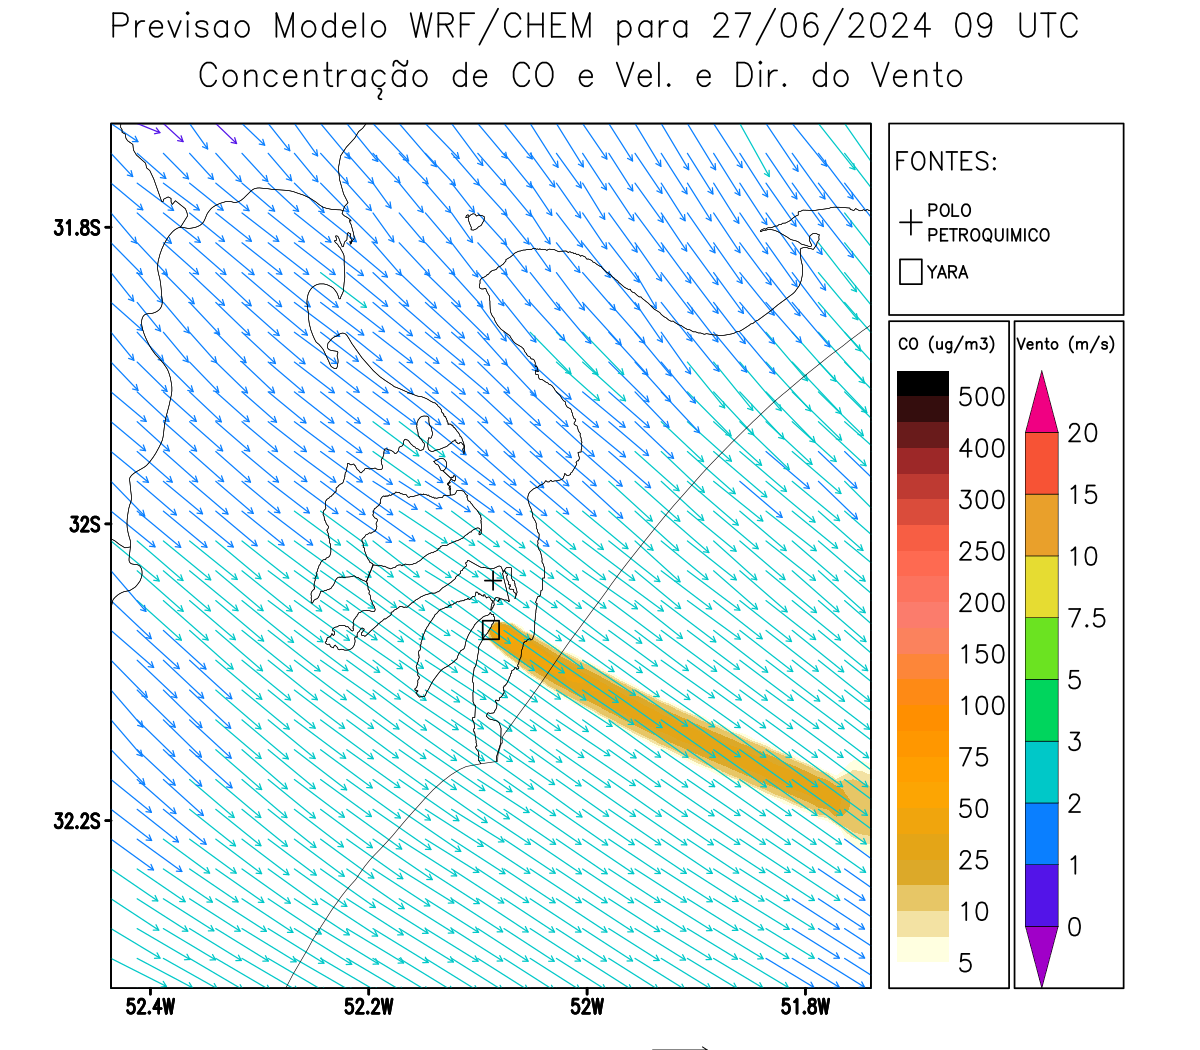 Previsao Modelo WRF/CHEM para 27/06/2024 09 UTC
Concentração de CO e Vel. e Dir. do Vento
FONTES:
POLO
PETROQUIMICO
YARA
31.8S
32S
32.2S
52.4W
52.2W
52W
51.8W
CO (ug/m3)
500
400
300
250
200
150
100
75
50
25
10
5
Vento (m/s)
20
15
10
7.5
5
3
2
1
0